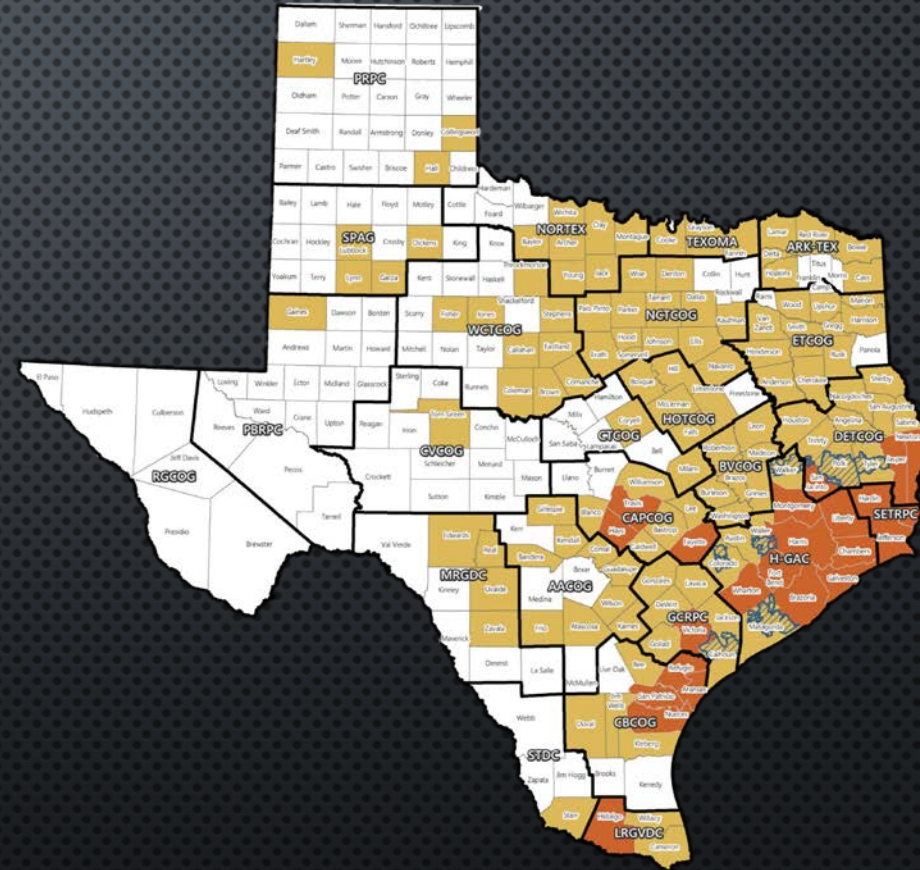 Dallam Sherman Hansford Ochiltree Lipscomb
Hartley Moore Hutchinson Roberts Hemphill
PRPC
Oldham Potter Carson Gray Wheeler
Deaf Smith Randall Armstrong Donley Collingsworth
Parmer Castro Swisher Briscoe Hall Childress
Hardeman
Bailey Lamb Hale Floyd Motley Cottle Foard Wilbarger
Wichita Clay
NORTEX
Cochran Hockley Lubbock Crosby Dickens King Knox Baylor Archer Montague Cooke Grayson Fannin Lamar Red River Bowie
SPAG
TEXOMA
ARK-TEX
Delta Hopkins Franklin Titus Morris Cass
Camp
Yoakum Terry Lynn Garza Kent Stonewall Haskell Throckmorton Young Jack Wise Denton Collin Hunt
Rockwall Rains Wood Upshur Marion
Gaines Dawson Borden Scurry Fisher Jones Shackelford Stephens Palo Pinto Parker Tarrant Dallas Kaufman Van Zandt Smith Gregg Harrison
WCTCOG
NCTCOG
ETCOG
Andrews Martin Howard Mitchell Nolan Taylor Callahan Eastland Erath Hood Somervell Johnson Ellis Navarro Henderson Rusk Panola
El Paso Loving Winkler Ector Midland Glasscock Sterling Coke Runnels Coleman Brown Comanche Bosque Hill Freestone Anderson Cherokee Nacogdoches Shelby
Hudspeth Culberson Reeves Ward Crane Upton Reagan Irion Tom Green Concho McCulloch Mills Hamilton McLennan Limestone Falls Leon Houston Angelina San Augustine Sabine
PBRPC
CVCOG
CTCOG
HOTCOG
DETCOG
Jeff Davis Pecos Crockett Schleicher Menard San Saba Lampasas Coryell Bell Robertson Madison Trinity Polk Tyler Jasper Newton
RGCOG
BVCOG
Presidio Brewster Terrell Sutton Kimble Mason Llano Burnet Williamson Milam Brazos Burleson Grimes Walker San Jacinto Hardin
Blanco Travis Hays Bastrop Lee Washington Montgomery Liberty Jefferson
CAPCOG
SETRPC
Val Verde Edwards Real Kerr Gillespie Kendall Comal Caldwell Fayette Austin Waller Harris Chambers
H-GAC
Kinney Uvalde Bandera Medina Bexar Guadalupe Gonzales Lavaca Colorado Fort Bend Galveston
MRGDC
AACOG
Wharton Brazoria
Maverick Zavala Frio Atascosa Wilson Karnes DeWitt Victoria Jackson Matagorda
GCRPC
Dimmit La Salle McMullen Live Oak Bee Goliad Refugio Calhoun
Aransas
Webb Duval Jim Wells San Patricio Nueces
CBCOG
STDC
Kleberg
Zapata Jim Hogg Brooks Kenedy
Starr Hidalgo Willacy
LRGVDC
Cameron